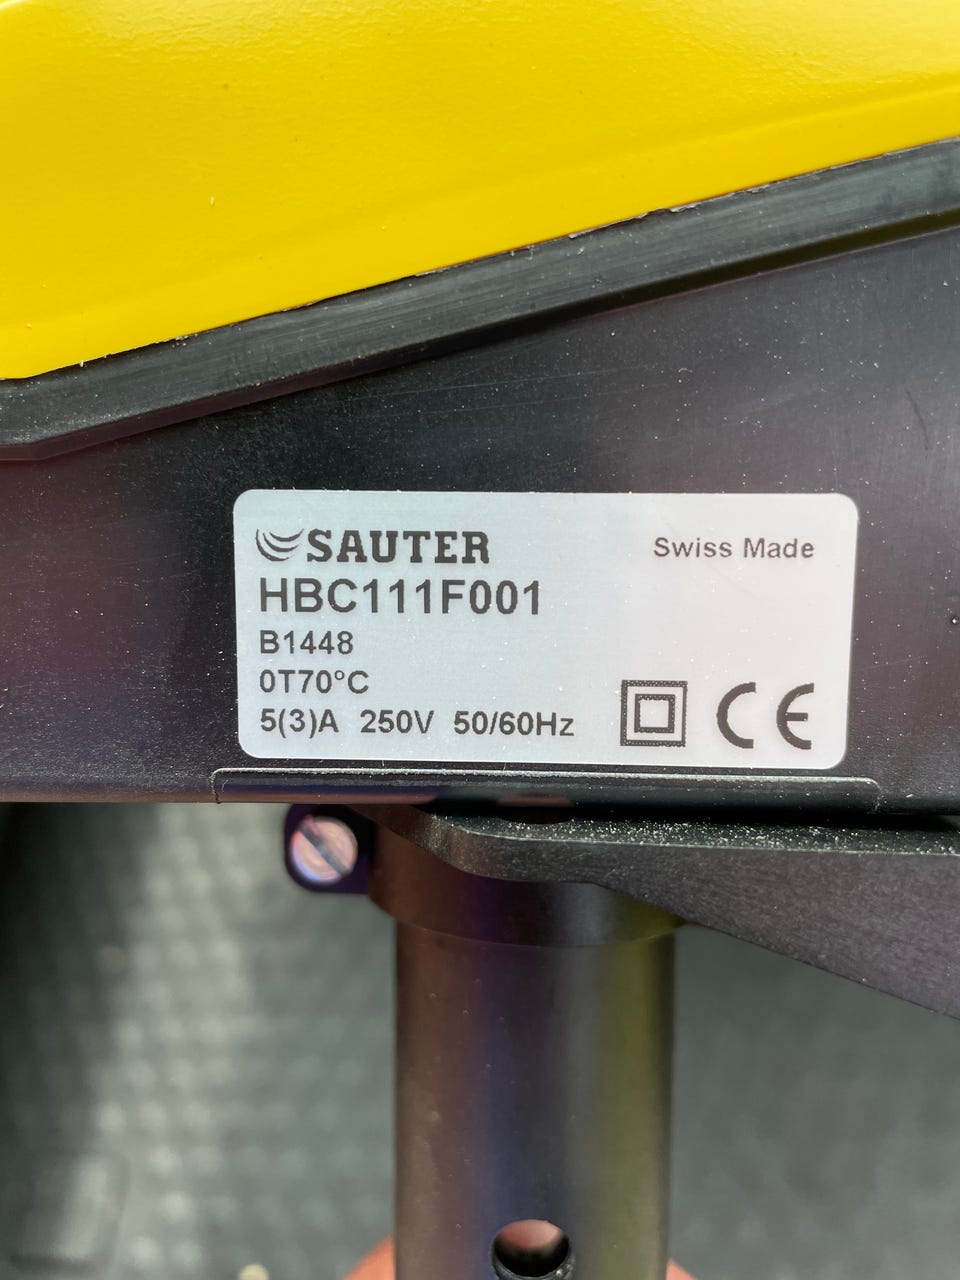 SAUTER
Swiss Made
HBC111F001
B1448
0T70°C
5(3)A 250V 50/60Hz
CE